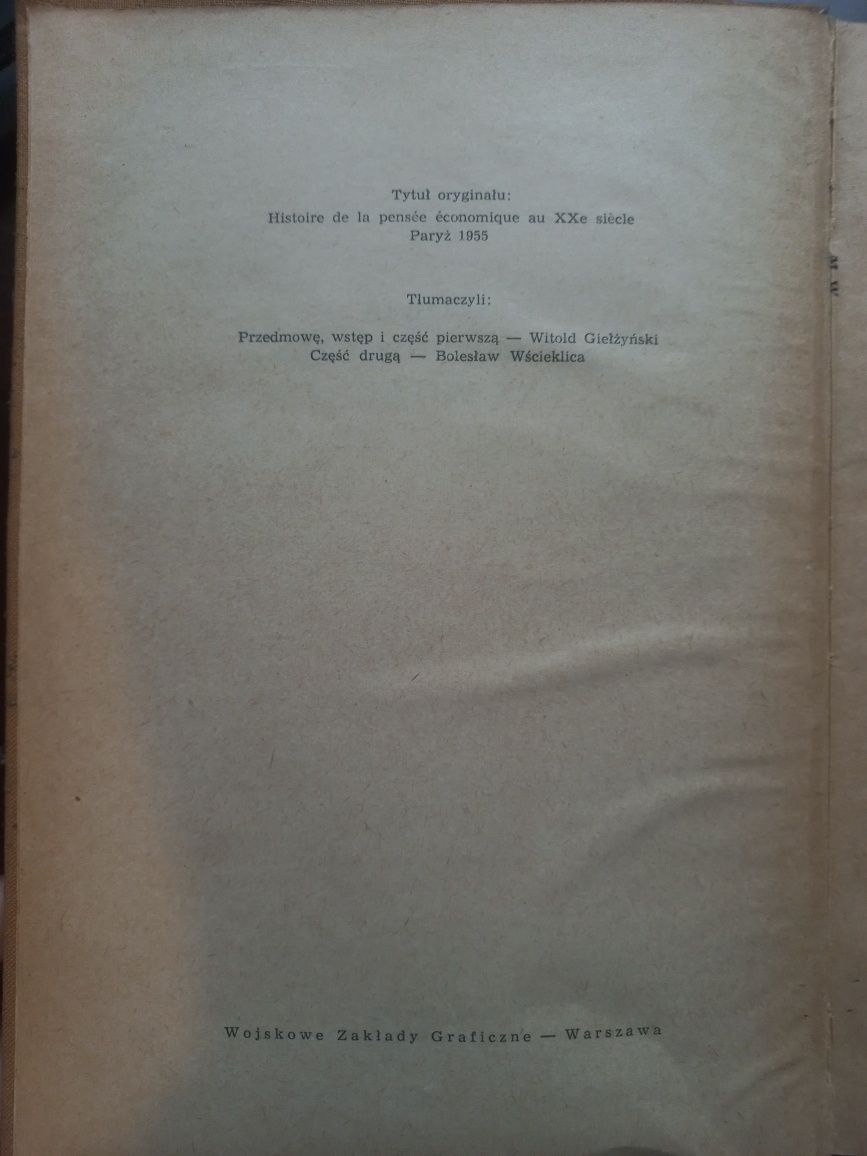 Tytuł oryginału:
Histoire de la pensée économique au XXe siècle
Paryż 1955
Tłumaczyli:
Przedmowę, wstęp i część pierwszą — Witold Giełżyński
Część drugą — Bolesław Wścieklica
Wojskowe Zakłady Graficzne — Warszawa